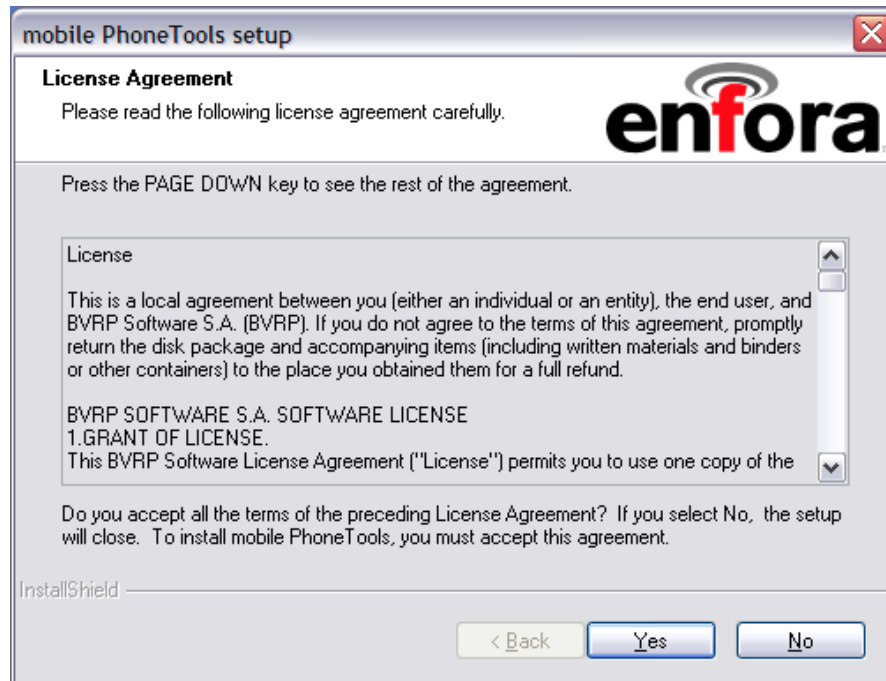 mobile PhoneTools setup
License Agreement
Please read the following license agreement carefully.
enfora
Press the PAGE DOWN key to see the rest of the agreement.
License
This is a local agreement between you (either an individual or an entity), the end user, and
BVRP Software S.A. (BVRP). If you do not agree to the terms of this agreement, promptly
return the disk package and accompanying items (including written materials and binders
or other containers) to the place you obtained them for a full refund.
BVRP SOFTWARE S.A. SOFTWARE LICENSE
1.GRANT OF LICENSE.
This BVRP Software License Agreement ("License") permits you to use one copy of the
Do you accept all the terms of the preceding License Agreement?  If you select No,  the setup
will close.  To install mobile PhoneTools, you must accept this agreement.
InstallShield
< Back
Yes
No